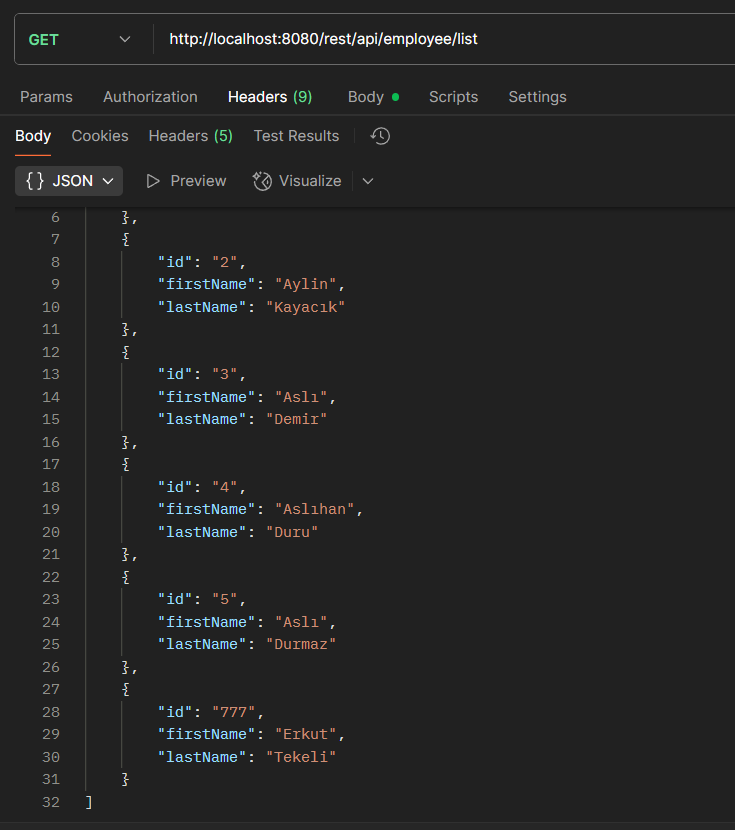 GET http://localhost:8080/rest/api/employee/list
Params Authorization Headers (9) Body Scripts Settings
Body Cookies Headers (5) Test Results
{} JSON Preview Visualize
6 },
7 {
8 "id": "2",
9 "firstName": "Aylin",
10 "lastName": "Kayacık"
11 },
12 {
13 "id": "3",
14 "firstName": "Aslı",
15 "lastName": "Demir"
16 },
17 {
18 "id": "4",
19 "firstName": "Aslıhan",
20 "lastName": "Duru"
21 },
22 {
23 "id": "5",
24 "firstName": "Aslı",
25 "lastName": "Durmaz"
26 },
27 {
28 "id": "777",
29 "firstName": "Erkut",
30 "lastName": "Tekeli"
31 }
32 ]